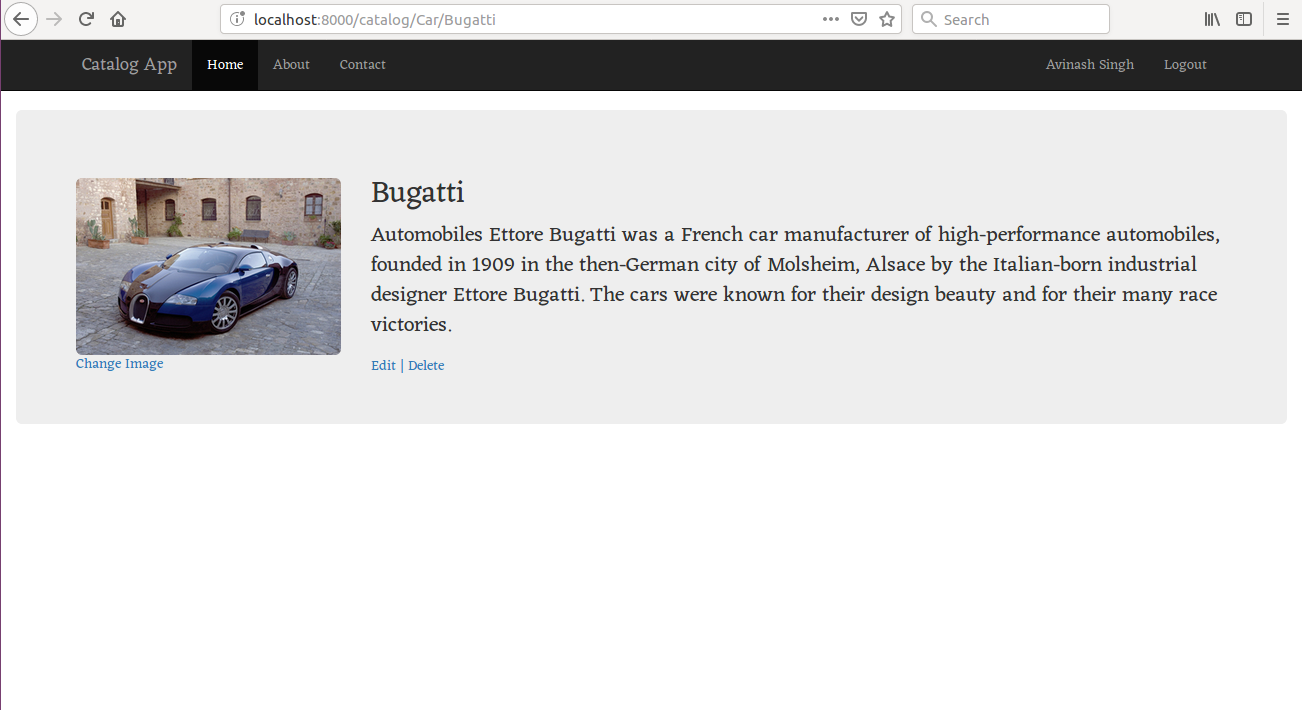 localhost:8000/catalog/Car/Bugatti
Search
Catalog App Home About Contact Avinash Singh Logout
Bugatti
Automobiles Ettore Bugatti was a French car manufacturer of high-performance automobiles,
founded in 1909 in the then-German city of Molsheim, Alsace by the Italian-born industrial
designer Ettore Bugatti. The cars were known for their design beauty and for their many race
victories.
Change Image
Edit | Delete